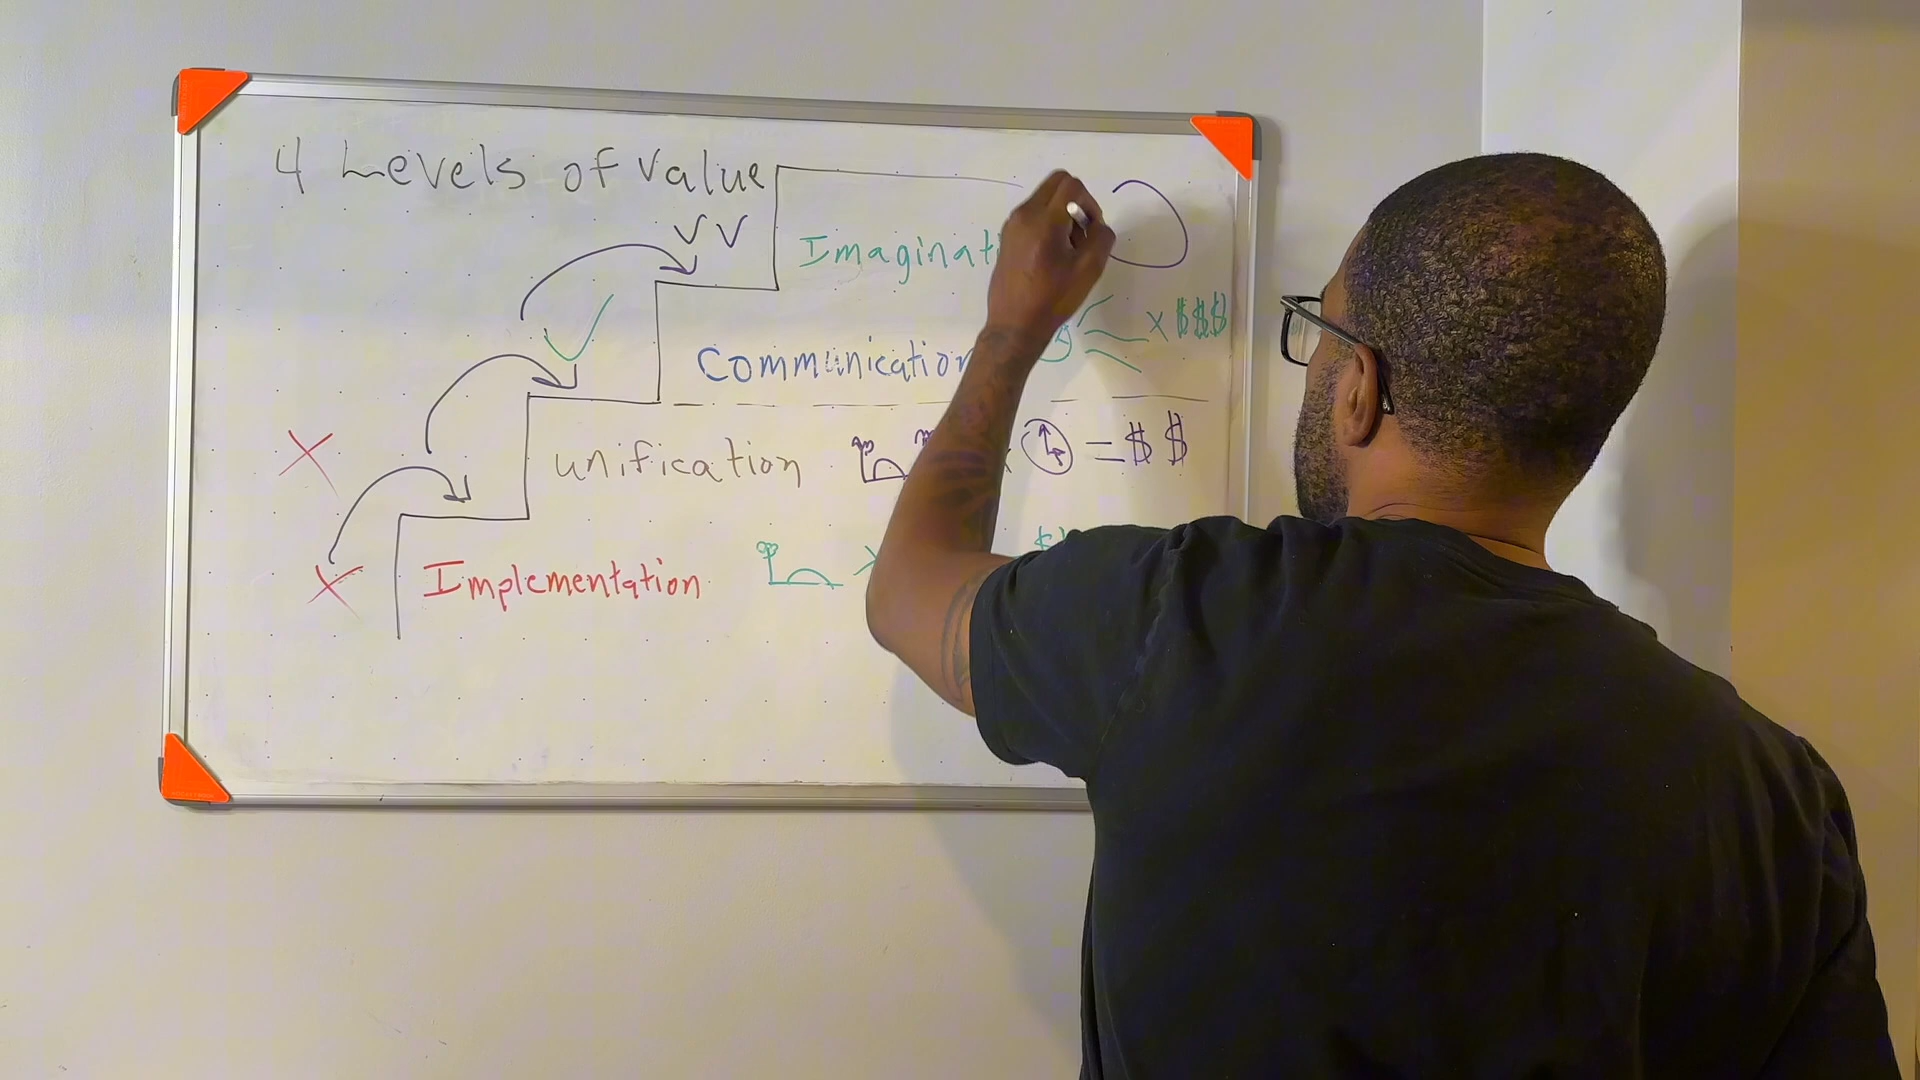 4 Levels of Value
Imaginati
x $$$
Communication
unification = $ $
Implementation